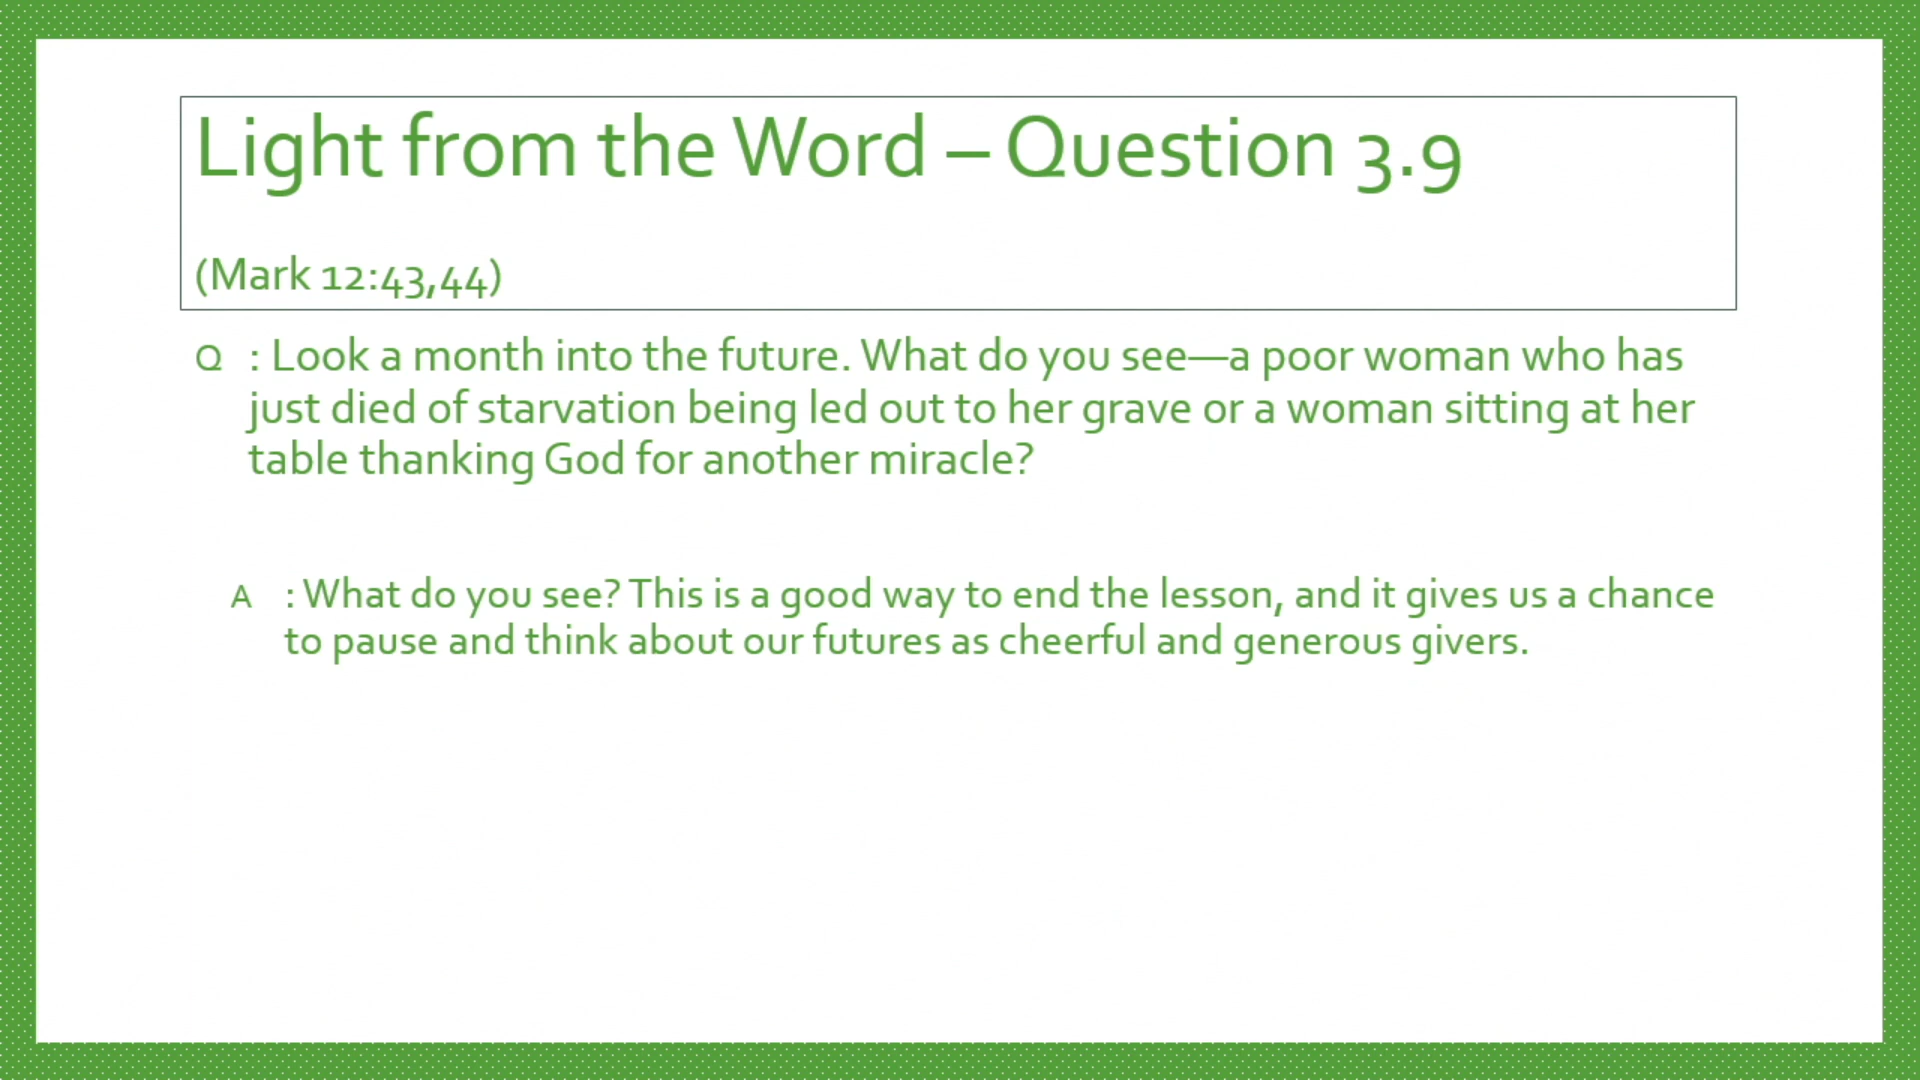 Light from the Word – Question 3.9
(Mark 12:43,44)
Q : Look a month into the future. What do you see—a poor woman who has
just died of starvation being led out to her grave or a woman sitting at her
table thanking God for another miracle?
A : What do you see? This is a good way to end the lesson, and it gives us a chance
to pause and think about our futures as cheerful and generous givers.